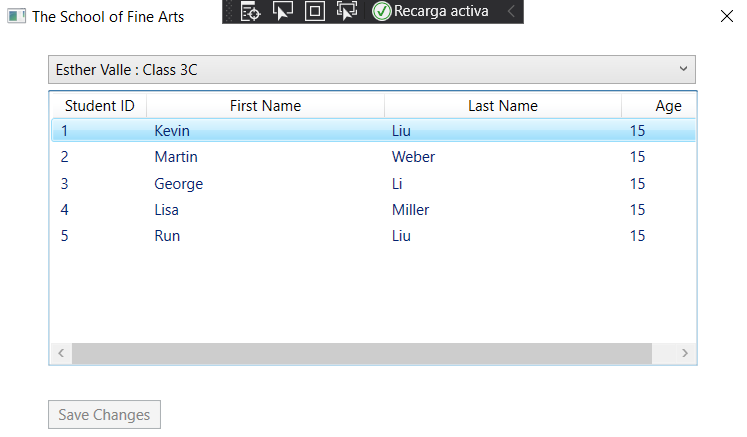 The School of Fine Arts
Recarga activa
Esther Valle : Class 3C
Student ID First Name Last Name Age
1 Kevin Liu 15
2 Martin Weber 15
3 George Li 15
4 Lisa Miller 15
5 Run Liu 15
Save Changes